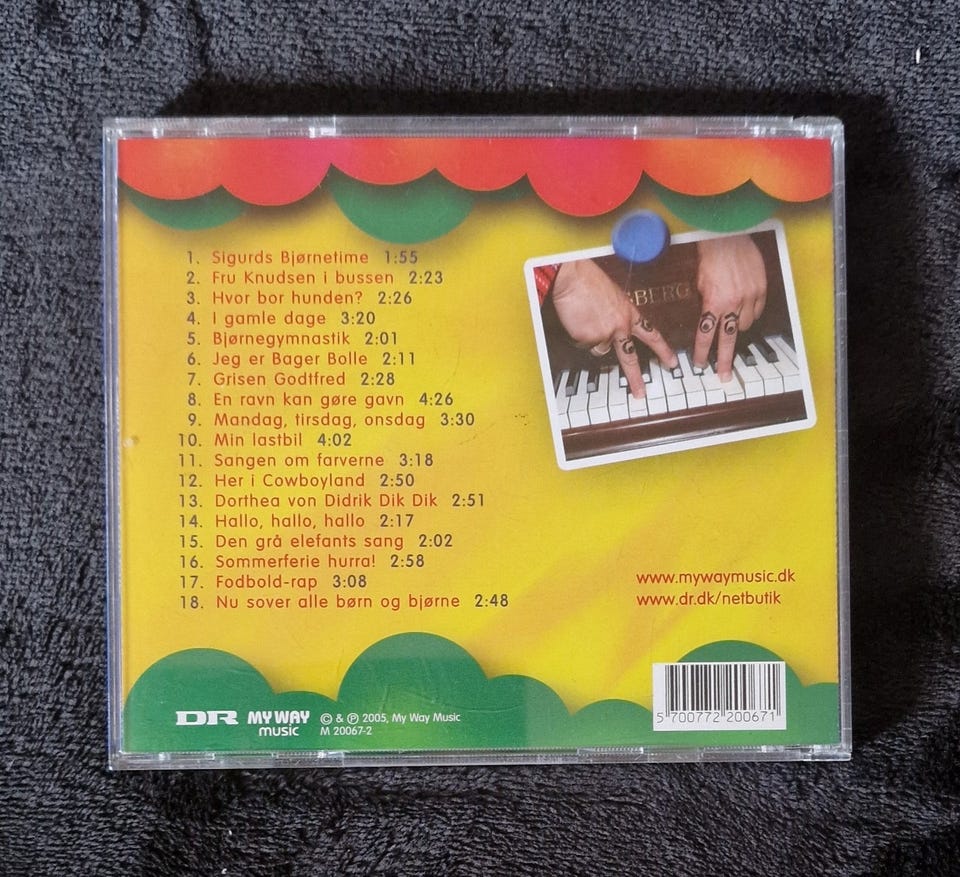 1. Sigurds Bjørnetime 1:55
2. Fru Knudsen i bussen 2:23
3. Hvor bor hunden? 2:26
4. I gamle dage 3:20
5. Bjørnegymnastik 2:01
6. Jeg er Bager Bolle 2:11
7. Grisen Godtfred 2:28
8. En ravn kan gøre gavn 4:26
9. Mandag, tirsdag, onsdag 3:30
10. Min lastbil 4:02
11. Sangen om farverne 3:18
12. Her i Cowboyland 2:50
13. Dorthea von Didrik Dik Dik 2:51
14. Hallo, hallo, hallo 2:17
15. Den grå elefants sang 2:02
16. Sommerferie hurra! 2:58
17. Fodbold-rap 3:08
18. Nu sover alle børn og bjørne 2:48
SBERG
www.mywaymusic.dk
www.dr.dk/netbutik
DR
MY WAY
music
© & ℗ 2005, My Way Music
M 20067-2
5 700772 200671